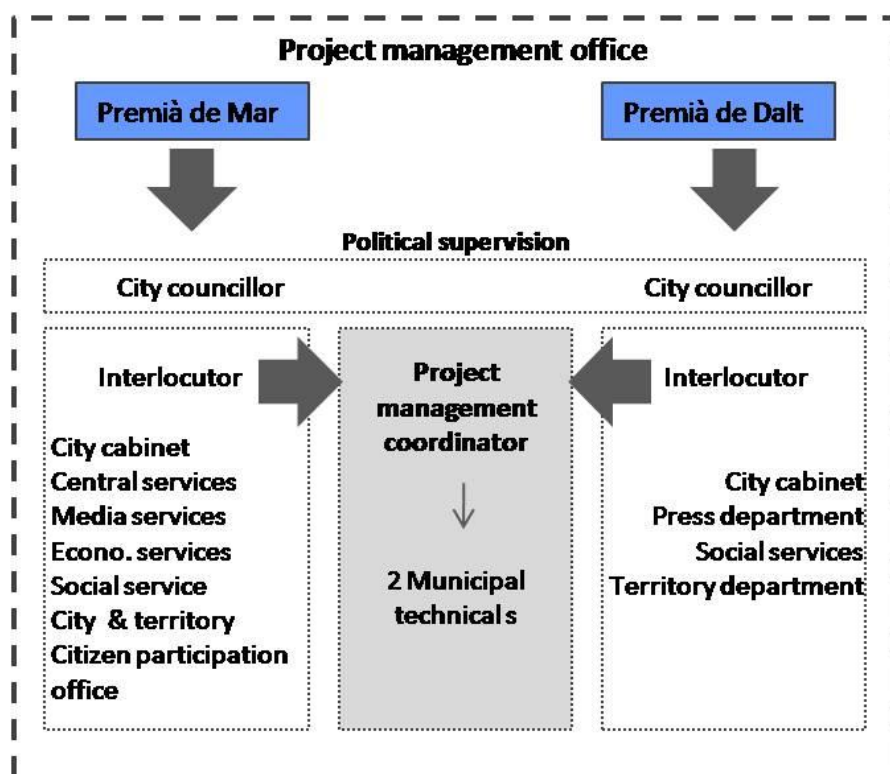 Project management office
Premià de Mar
Premià de Dalt
Political supervision
City councillor
City councillor
Interlocutor
City cabinet
Central services
Media services
Econo. services
Social service
City & territory
Citizen participation
office
Project
management
coordinator
2 Municipal
technicals
Interlocutor
City cabinet
Press department
Social services
Territory department